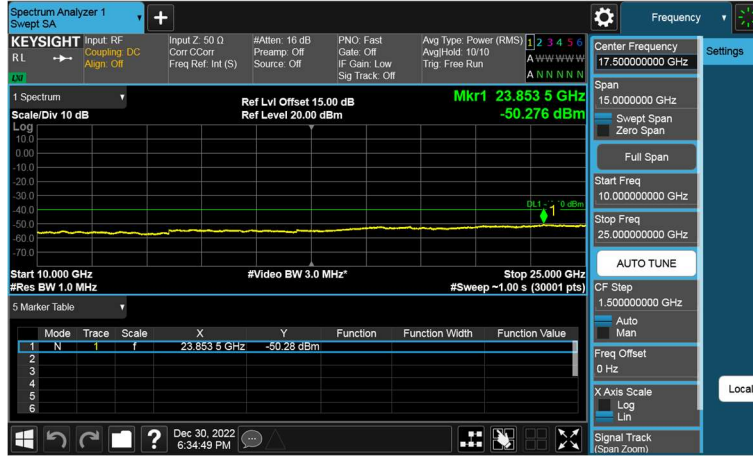 Spectrum Analyzer 1
Swept SA
Frequency
KEYSIGHT
RL
LXI
Input: RF
Coupling: DC
Align: Off
Input Z: 50 Ω
Corr CCorr
Freq Ref: Int (S)
#Atten: 16 dB
Preamp: Off
Source: Off
PNO: Fast
Gate: Off
IF Gain: Low
Sig Track: Off
Avg Type: Power (RMS)
Avg|Hold: 10/10
Trig: Free Run
1 2 3 4 5 6
A W W W W W
A N N N N N
1 Spectrum
Scale/Div 10 dB
Ref Lvl Offset 15.00 dB
Ref Level 20.00 dBm
Mkr1 23.853 5 GHz
-50.276 dBm
Log
10.0
0.00
-10.0
-20.0
-30.0
-40.0
-50.0
-60.0
-70.0
DL1
0 dBm
1
Start 10.000 GHz
#Res BW 1.0 MHz
#Video BW 3.0 MHz*
Stop 25.000 GHz
#Sweep ~1.00 s (30001 pts)
5 Marker Table
Mode Trace Scale X Y Function Function Width Function Value
1 N 1 f 23.853 5 GHz -50.28 dBm
2
3
4
5
6
Dec 30, 2022
6:34:49 PM
Center Frequency
17.500000000 GHz
Settings
Span
15.0000000 GHz
Swept Span
Zero Span
Full Span
Start Freq
10.000000000 GHz
Stop Freq
25.000000000 GHz
AUTO TUNE
CF Step
1.500000000 GHz
Auto
Man
Freq Offset
0 Hz
X Axis Scale
Log
Lin
Local
Signal Track
(Span Zoom)